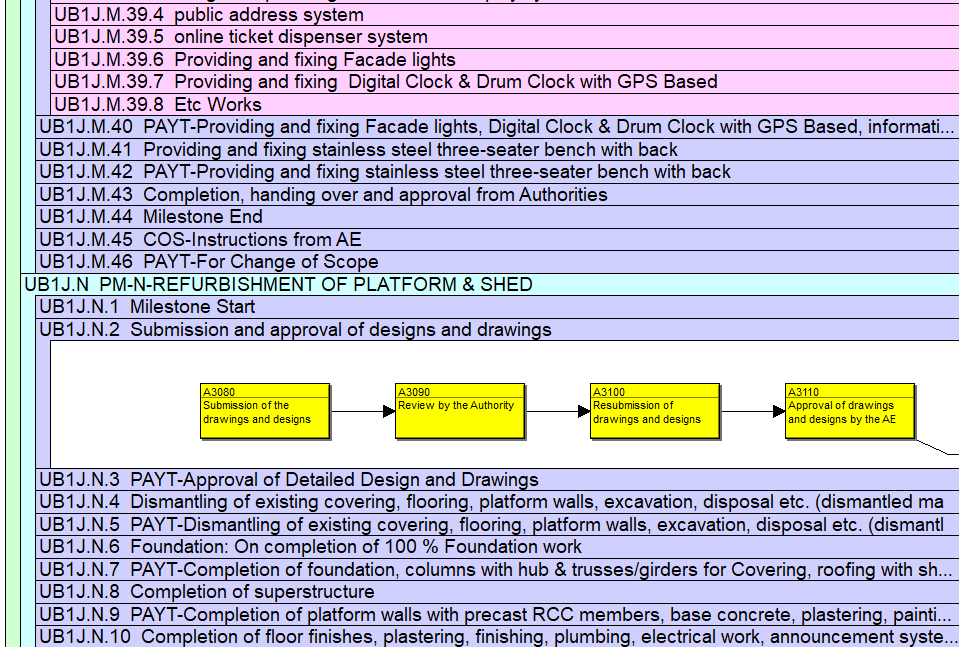 UB1J.M.39.4 public address system
UB1J.M.39.5 online ticket dispenser system
UB1J.M.39.6 Providing and fixing Facade lights
UB1J.M.39.7 Providing and fixing Digital Clock & Drum Clock with GPS Based
UB1J.M.39.8 Etc Works
UB1J.M.40 PAYT-Providing and fixing Facade lights, Digital Clock & Drum Clock with GPS Based, informati...
UB1J.M.41 Providing and fixing stainless steel three-seater bench with back
UB1J.M.42 PAYT-Providing and fixing stainless steel three-seater bench with back
UB1J.M.43 Completion, handing over and approval from Authorities
UB1J.M.44 Milestone End
UB1J.M.45 COS-Instructions from AE
UB1J.M.46 PAYT-For Change of Scope
UB1J.N PM-N-REFURBISHMENT OF PLATFORM & SHED
UB1J.N.1 Milestone Start
UB1J.N.2 Submission and approval of designs and drawings
A3080
Submission of the
drawings and designs
A3090
Review by the Authority
A3100
Resubmission of
drawings and designs
A3110
Approval of drawings
and designs by the AE
UB1J.N.3 PAYT-Approval of Detailed Design and Drawings
UB1J.N.4 Dismantling of existing covering, flooring, platform walls, excavation, disposal etc. (dismantled ma
UB1J.N.5 PAYT-Dismantling of existing covering, flooring, platform walls, excavation, disposal etc. (dismantl
UB1J.N.6 Foundation: On completion of 100 % Foundation work
UB1J.N.7 PAYT-Completion of foundation, columns with hub & trusses/girders for Covering, roofing with sh...
UB1J.N.8 Completion of superstructure
UB1J.N.9 PAYT-Completion of platform walls with precast RCC members, base concrete, plastering, painti...
UB1J.N.10 Completion of floor finishes, plastering, finishing, plumbing, electrical work, announcement syste...